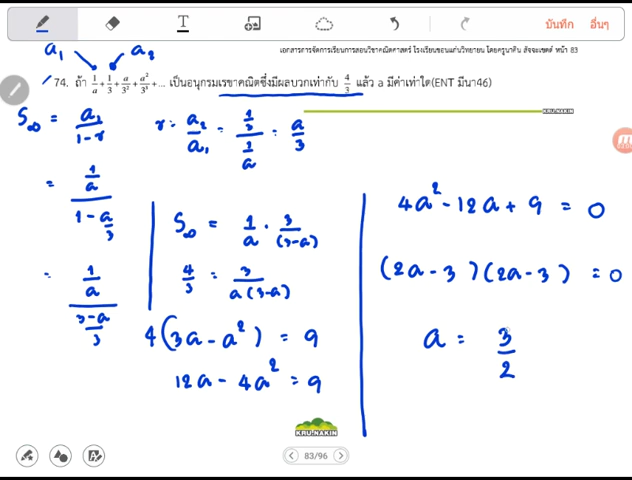 บันทึก อื่นๆ
a₁ a₂
เอกสารการจัดการเรียนการสอนวิชาคณิตศาสตร์ โรงเรียนขอนแก่นวิทยายน โดยครูนาคิน สัจจะเขตต์ หน้า 83
74. ถ้า 1/a + 1/3 + a/3² + a²/3³ + ... เป็นอนุกรมเรขาคณิตซึ่งมีผลบวกเท่ากับ 4/3 แล้ว a มีค่าเท่าใด(ENT มีนา46)
KRU.NAKIN
S∞ = a₁/(1-r)
r = a₂/a₁ = (1/3)/(1/a) = a/3
= (1/a)/(1-a/3)
= (1/a)/((3-a)/3)
S∞ = 1/a · 3/(3-a)
4/3 = 3/(a(3-a))
4(3a - a²) = 9
12a - 4a² = 9
4a² - 12a + 9 = 0
(2a - 3)(2a - 3) = 0
a = 3/2
KRU.NAKIN
83/96